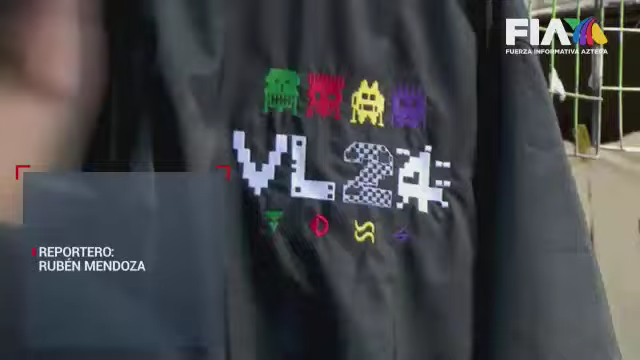 FIA
FUERZA INFORMATIVA AZTECA
VL24
REPORTERO:
RUBÉN MENDOZA